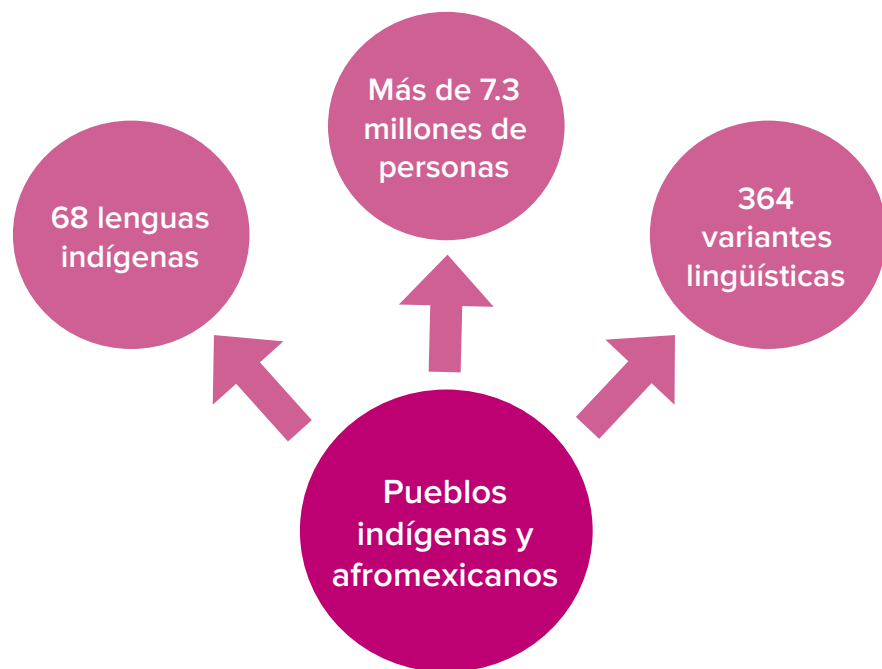 Más de 7.3
millones de
personas
68 lenguas
indígenas
364
variantes
lingüísticas
Pueblos
indígenas y
afromexicanos